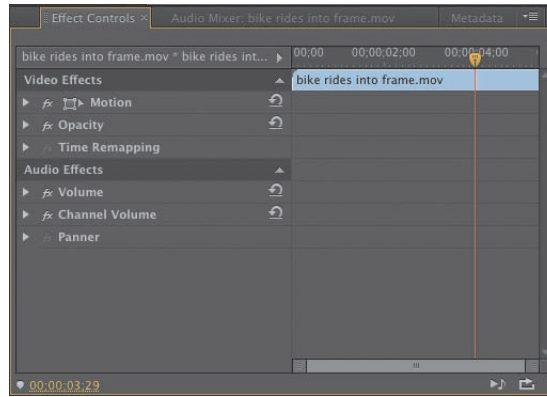 Effect Controls × Audio Mixer: bike rides into frame.mov Metadata
bike rides into frame.mov * bike rides int... 00;00 00;00;02;00 00;00;04;00
Video Effects bike rides into frame.mov
fx Motion
fx Opacity
fx Time Remapping
Audio Effects
fx Volume
fx Channel Volume
fx Panner
00;00;03;29